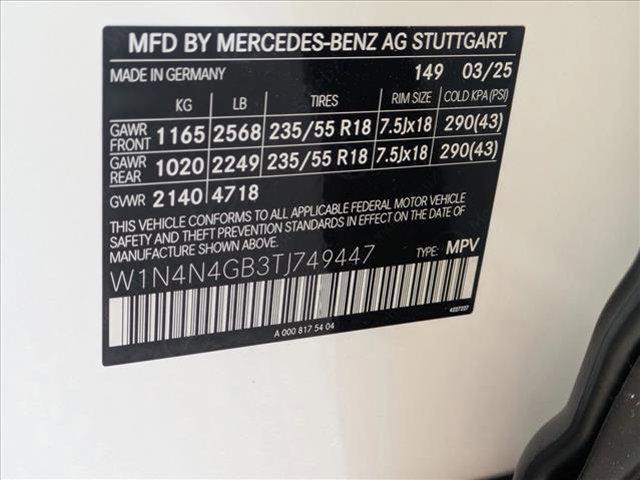 MFD BY MERCEDES-BENZ AG STUTTGART
MADE IN GERMANY 149 03/25
KG LB TIRES RIM SIZE COLD KPA(PSI)
GAWR FRONT 1165 2568 235/55 R18 7.5Jx18 290(43)
GAWR REAR 1020 2249 235/55 R18 7.5Jx18 290(43)
GVWR 2140 4718
THIS VEHICLE CONFORMS TO ALL APPLICABLE FEDERAL MOTOR VEHICLE
SAFETY AND THEFT PREVENTION STANDARDS IN EFFECT ON THE DATE OF
MANUFACTURE SHOWN ABOVE.
W1N4N4GB3TJ749447 TYPE: MPV
4227227
A 000 817 54 04